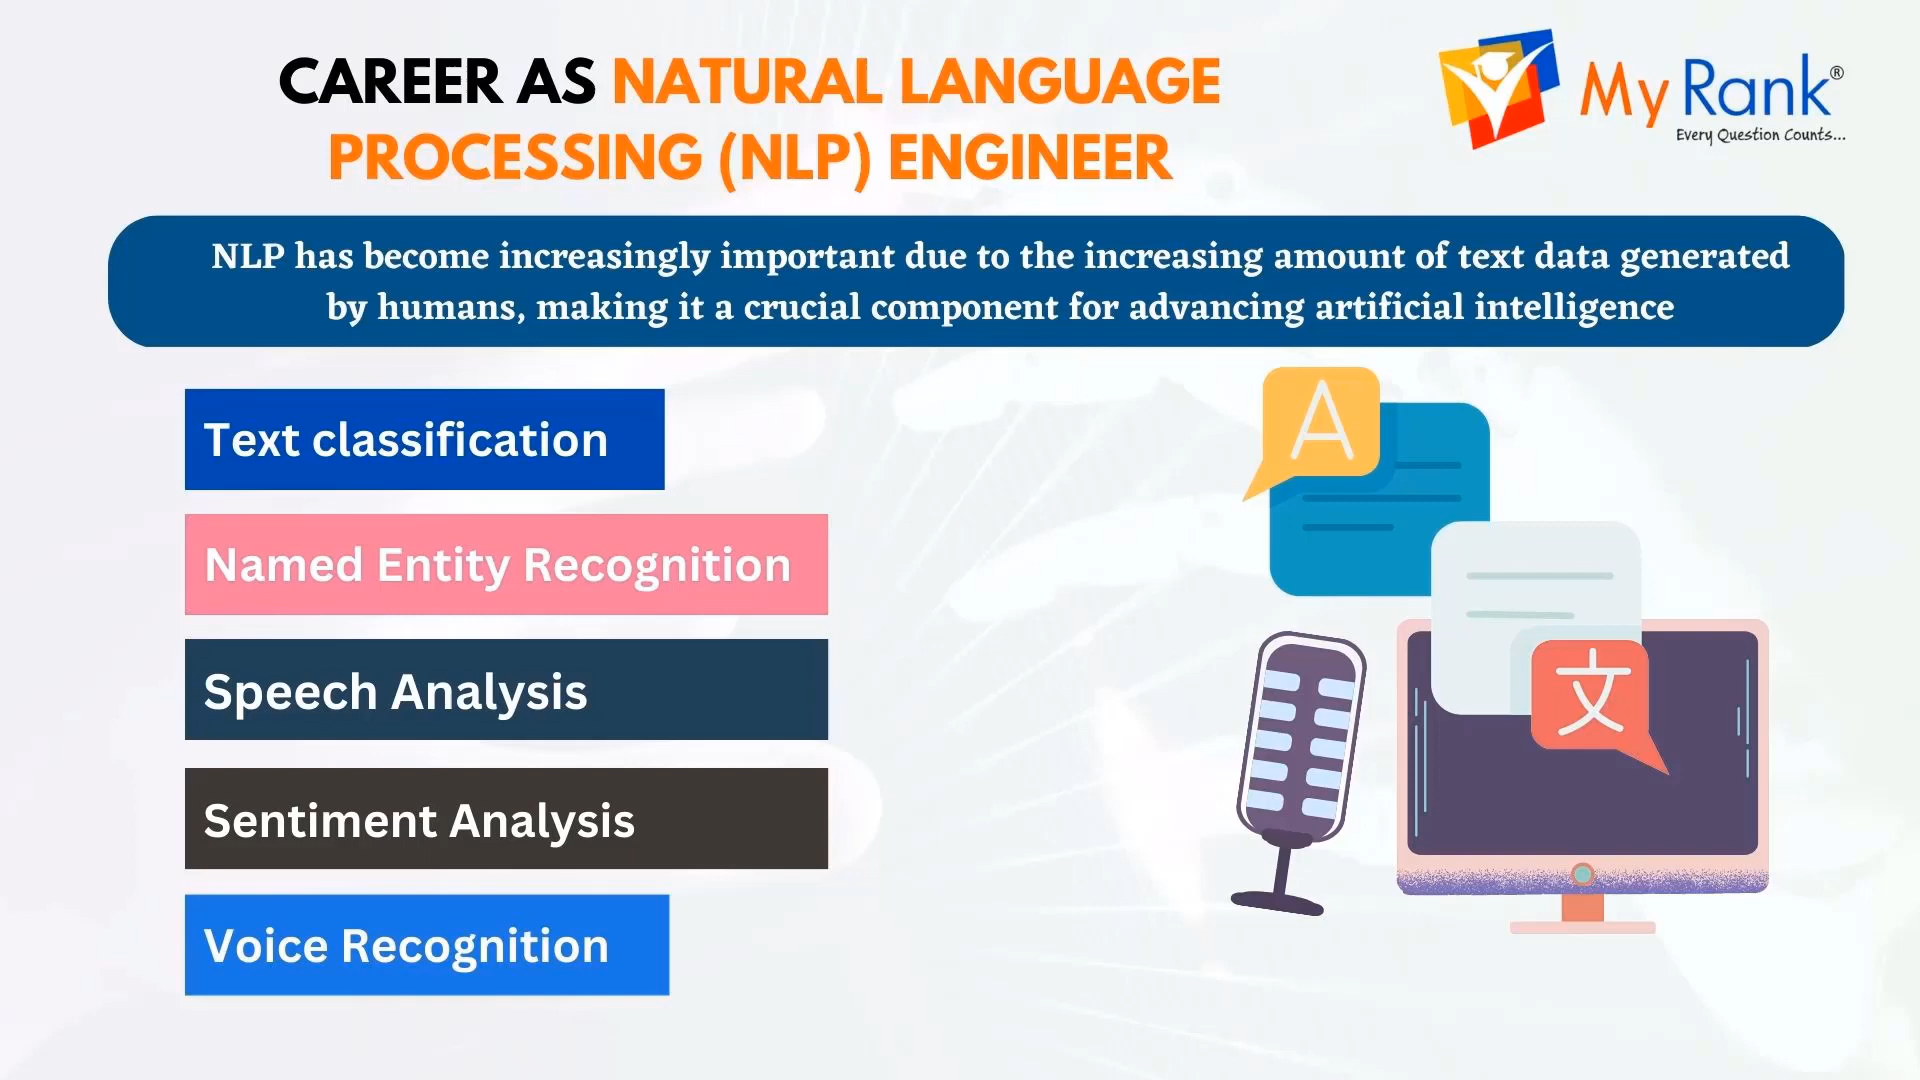 CAREER AS NATURAL LANGUAGE
PROCESSING (NLP) ENGINEER
My Rank®
Every Question Counts...
NLP has become increasingly important due to the increasing amount of text data generated
by humans, making it a crucial component for advancing artificial intelligence
Text classification
Named Entity Recognition
Speech Analysis
Sentiment Analysis
Voice Recognition
A
文